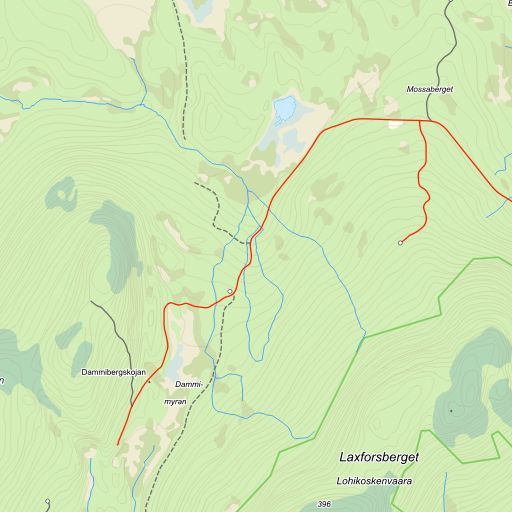 Mossaberget
Dammibergskojan
Dammi-
myran
Laxforsberget
Lohikoskenvaara
396